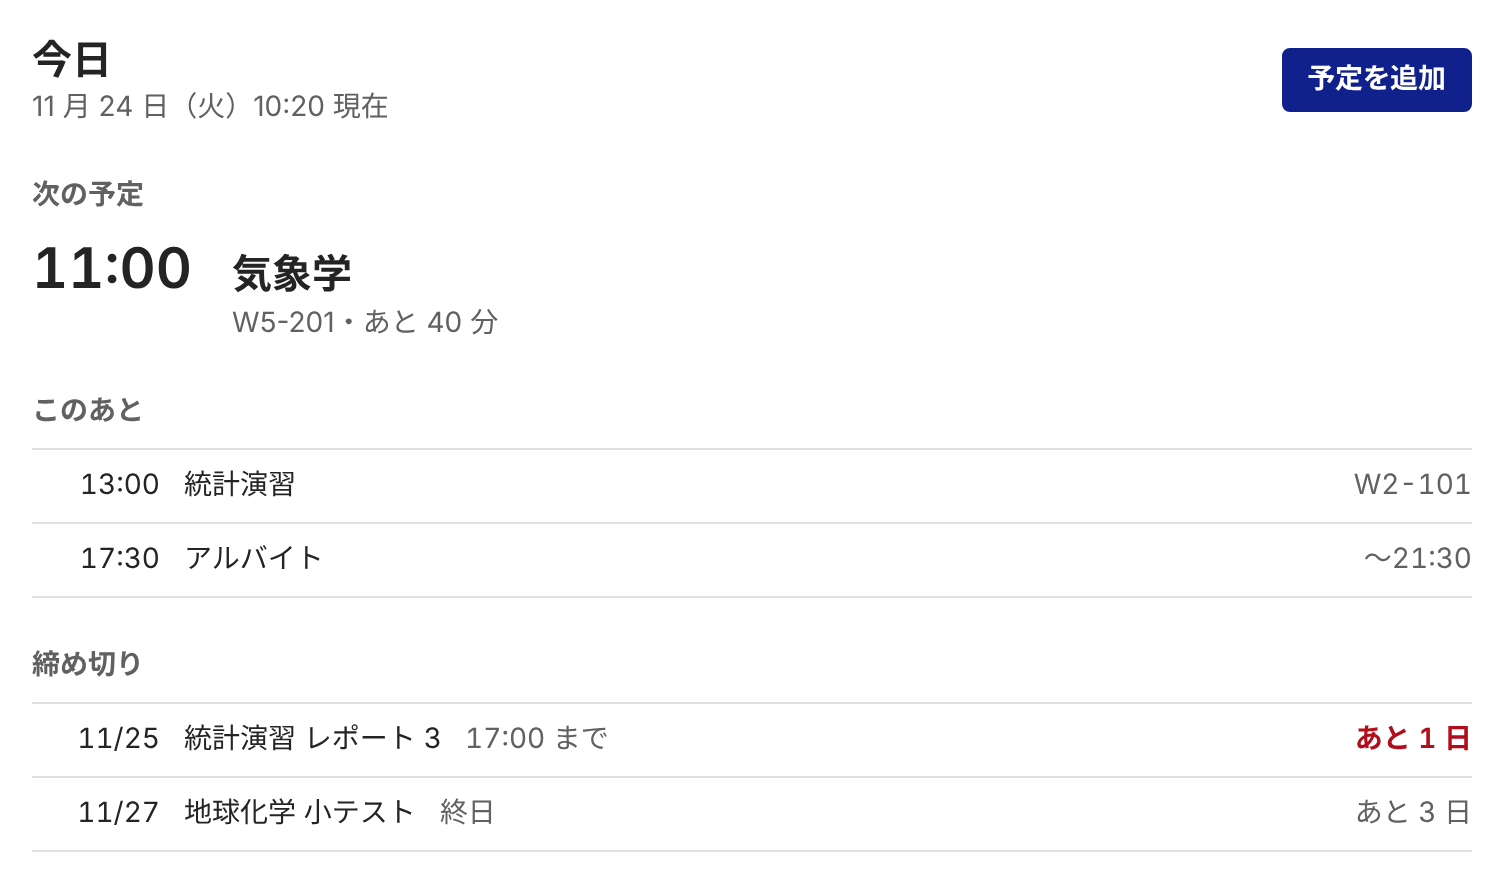 今日
11 月 24 日（火）10:20 現在
予定を追加
次の予定
11:00 気象学
W5-201・あと 40 分
このあと
13:00 統計演習 W2-101
17:30 アルバイト 〜21:30
締め切り
11/25 統計演習 レポート 3 17:00 まで あと 1 日
11/27 地球化学 小テスト 終日 あと 3 日